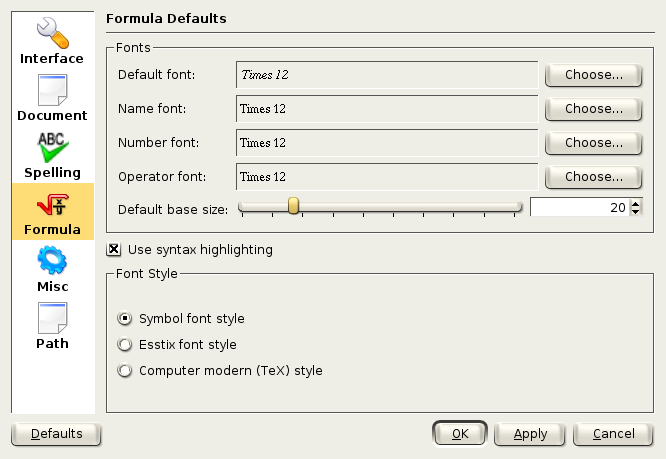 Formula Defaults
Interface
Document
ABC
Spelling
Formula
Misc
Path
Fonts
Default font: Times 12 Choose...
Name font: Times 12 Choose...
Number font: Times 12 Choose...
Operator font: Times 12 Choose...
Default base size: 20
Use syntax highlighting
Font Style
Symbol font style
Esstix font style
Computer modern (TeX) style
Defaults OK Apply Cancel